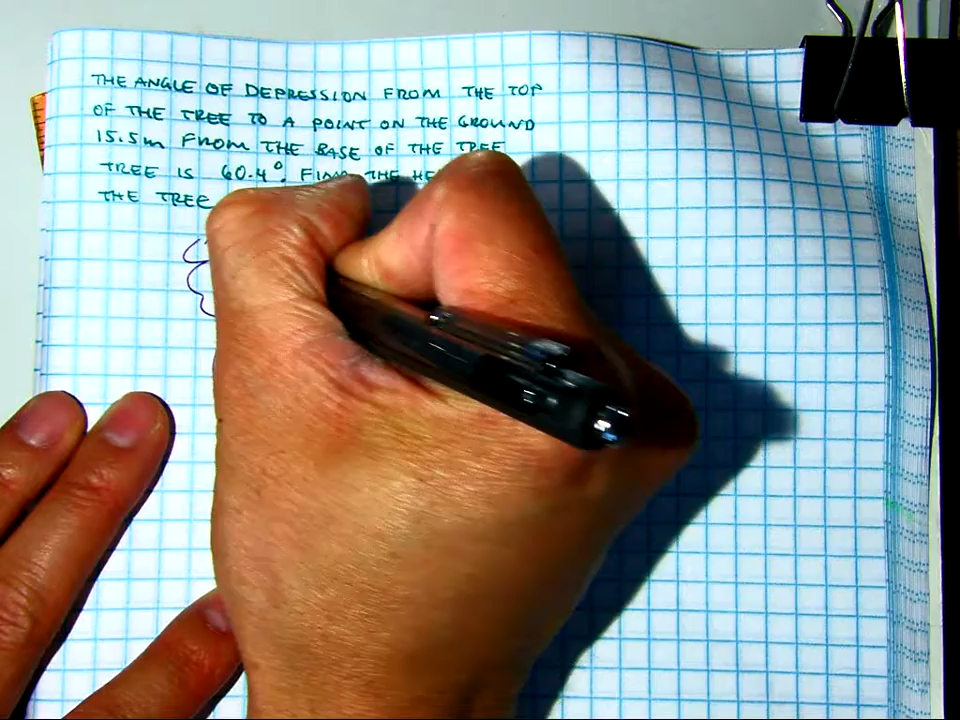 THE ANGLE OF DEPRESSION FROM THE TOP
OF THE TREE TO A POINT ON THE GROUND
15.5m FROM THE BASE OF THE TREE
TREE IS 60.4°. FIND THE
THE TREE